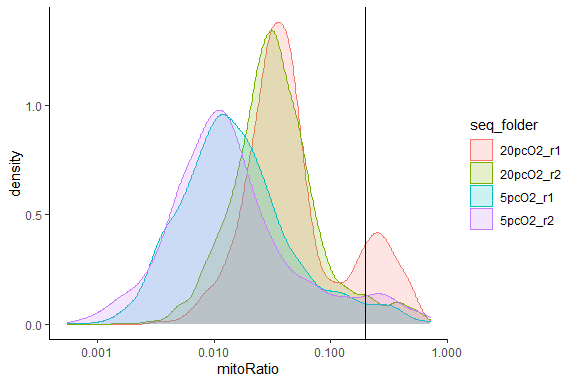 density
1.0
0.5
0.0
0.001
0.010
0.100
1.000
mitoRatio
seq_folder
20pcO2_r1
20pcO2_r2
5pcO2_r1
5pcO2_r2